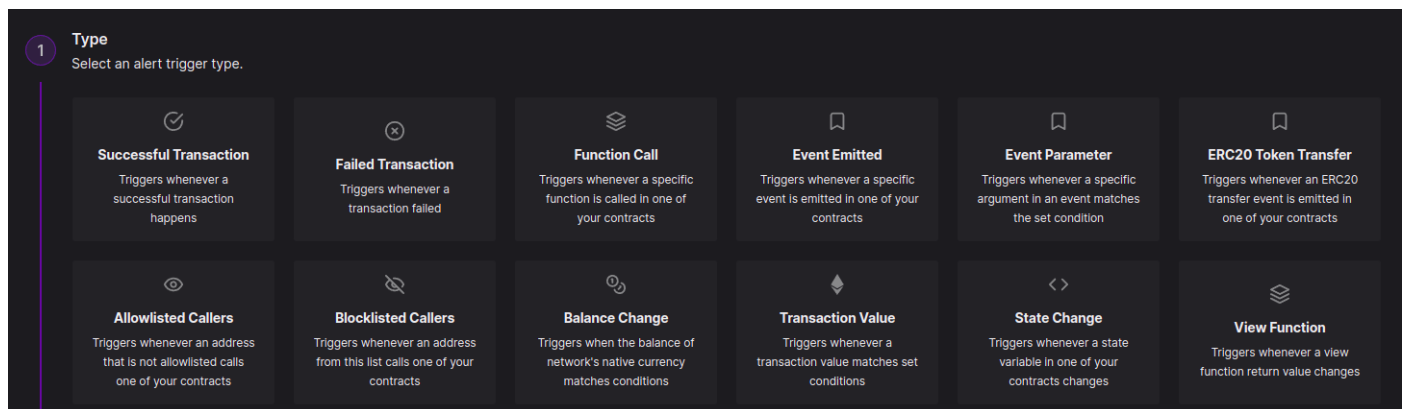 1
Type
Select an alert trigger type.
Successful Transaction
Triggers whenever a
successful transaction
happens
Failed Transaction
Triggers whenever a
transaction failed
Function Call
Triggers whenever a specific
function is called in one of
your contracts
Event Emitted
Triggers whenever a specific
event is emitted in one of your
contracts
Event Parameter
Triggers whenever a specific
argument in an event matches
the set condition
ERC20 Token Transfer
Triggers whenever an ERC20
transfer event is emitted in
one of your contracts
Allowlisted Callers
Triggers whenever an address
that is not allowlisted calls
one of your contracts
Blocklisted Callers
Triggers whenever an address
from this list calls one of your
contracts
Balance Change
Triggers when the balance of
network's native currency
matches conditions
Transaction Value
Triggers whenever a
transaction value matches set
conditions
State Change
Triggers whenever a state
variable in one of your
contracts changes
View Function
Triggers whenever a view
function return value changes